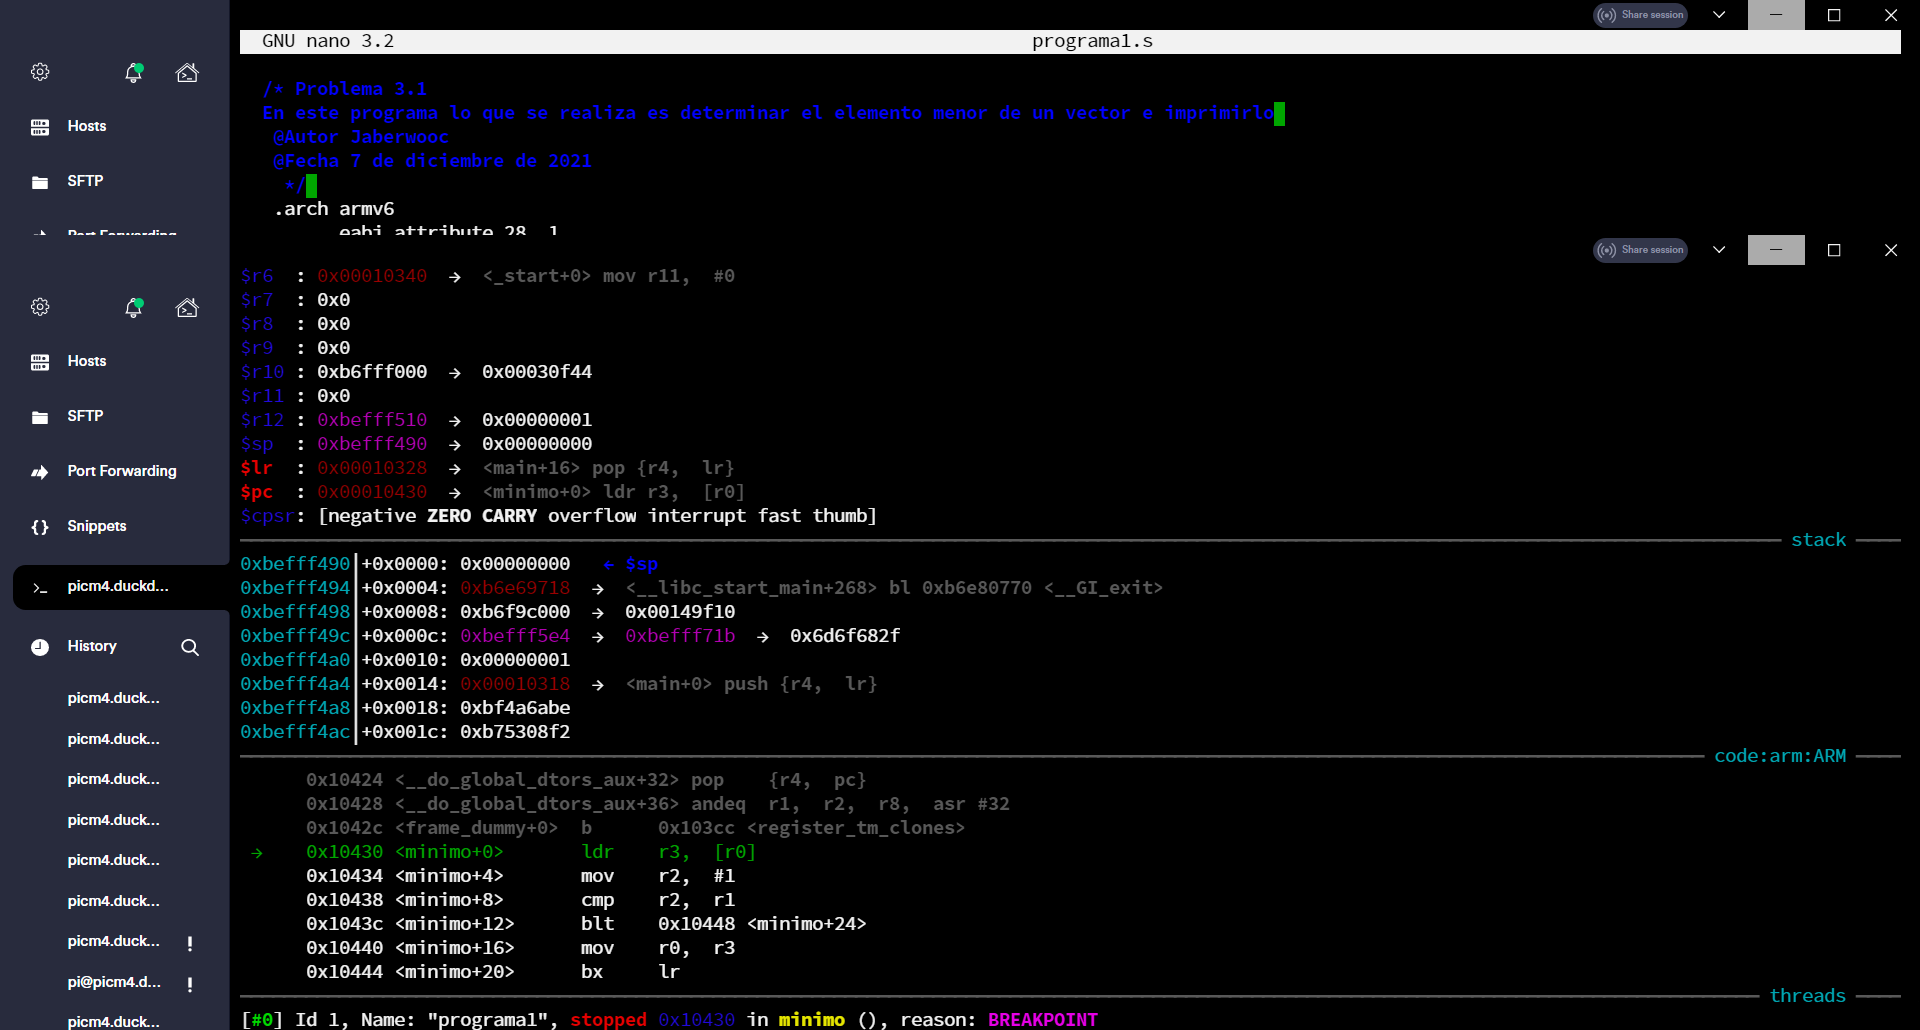 Share session
GNU nano 3.2 programa1.s
/* Problema 3.1
En este programa lo que se realiza es determinar el elemento menor de un vector e imprimirlo
@Autor Jaberwooc
@Fecha 7 de diciembre de 2021
*/
.arch armv6
eabi attribute 28, 1
Hosts
SFTP
Port Forwarding
Share session
Hosts
SFTP
Port Forwarding
Snippets
picm4.duckd...
History
picm4.duck...
picm4.duck...
picm4.duck...
picm4.duck...
picm4.duck...
picm4.duck...
picm4.duck... !
pi@picm4.d... !
picm4.duck...
$r6 : 0x00010340 → <_start+0> mov r11, #0
$r7 : 0x0
$r8 : 0x0
$r9 : 0x0
$r10 : 0xb6fff000 → 0x00030f44
$r11 : 0x0
$r12 : 0xbefff510 → 0x00000001
$sp : 0xbefff490 → 0x00000000
$lr : 0x00010328 → <main+16> pop {r4, lr}
$pc : 0x00010430 → <minimo+0> ldr r3, [r0]
$cpsr: [negative ZERO CARRY overflow interrupt fast thumb]
stack
0xbefff490|+0x0000: 0x00000000 ← $sp
0xbefff494|+0x0004: 0xb6e69718 → <__libc_start_main+268> bl 0xb6e80770 <__GI_exit>
0xbefff498|+0x0008: 0xb6f9c000 → 0x00149f10
0xbefff49c|+0x000c: 0xbefff5e4 → 0xbefff71b → 0x6d6f682f
0xbefff4a0|+0x0010: 0x00000001
0xbefff4a4|+0x0014: 0x00010318 → <main+0> push {r4, lr}
0xbefff4a8|+0x0018: 0xbf4a6abe
0xbefff4ac|+0x001c: 0xb75308f2
code:arm:ARM
0x10424 <__do_global_dtors_aux+32> pop {r4, pc}
0x10428 <__do_global_dtors_aux+36> andeq r1, r2, r8, asr #32
0x1042c <frame_dummy+0> b 0x103cc <register_tm_clones>
→ 0x10430 <minimo+0> ldr r3, [r0]
0x10434 <minimo+4> mov r2, #1
0x10438 <minimo+8> cmp r2, r1
0x1043c <minimo+12> blt 0x10448 <minimo+24>
0x10440 <minimo+16> mov r0, r3
0x10444 <minimo+20> bx lr
threads
[#0] Id 1, Name: "programa1", stopped 0x10430 in minimo (), reason: BREAKPOINT